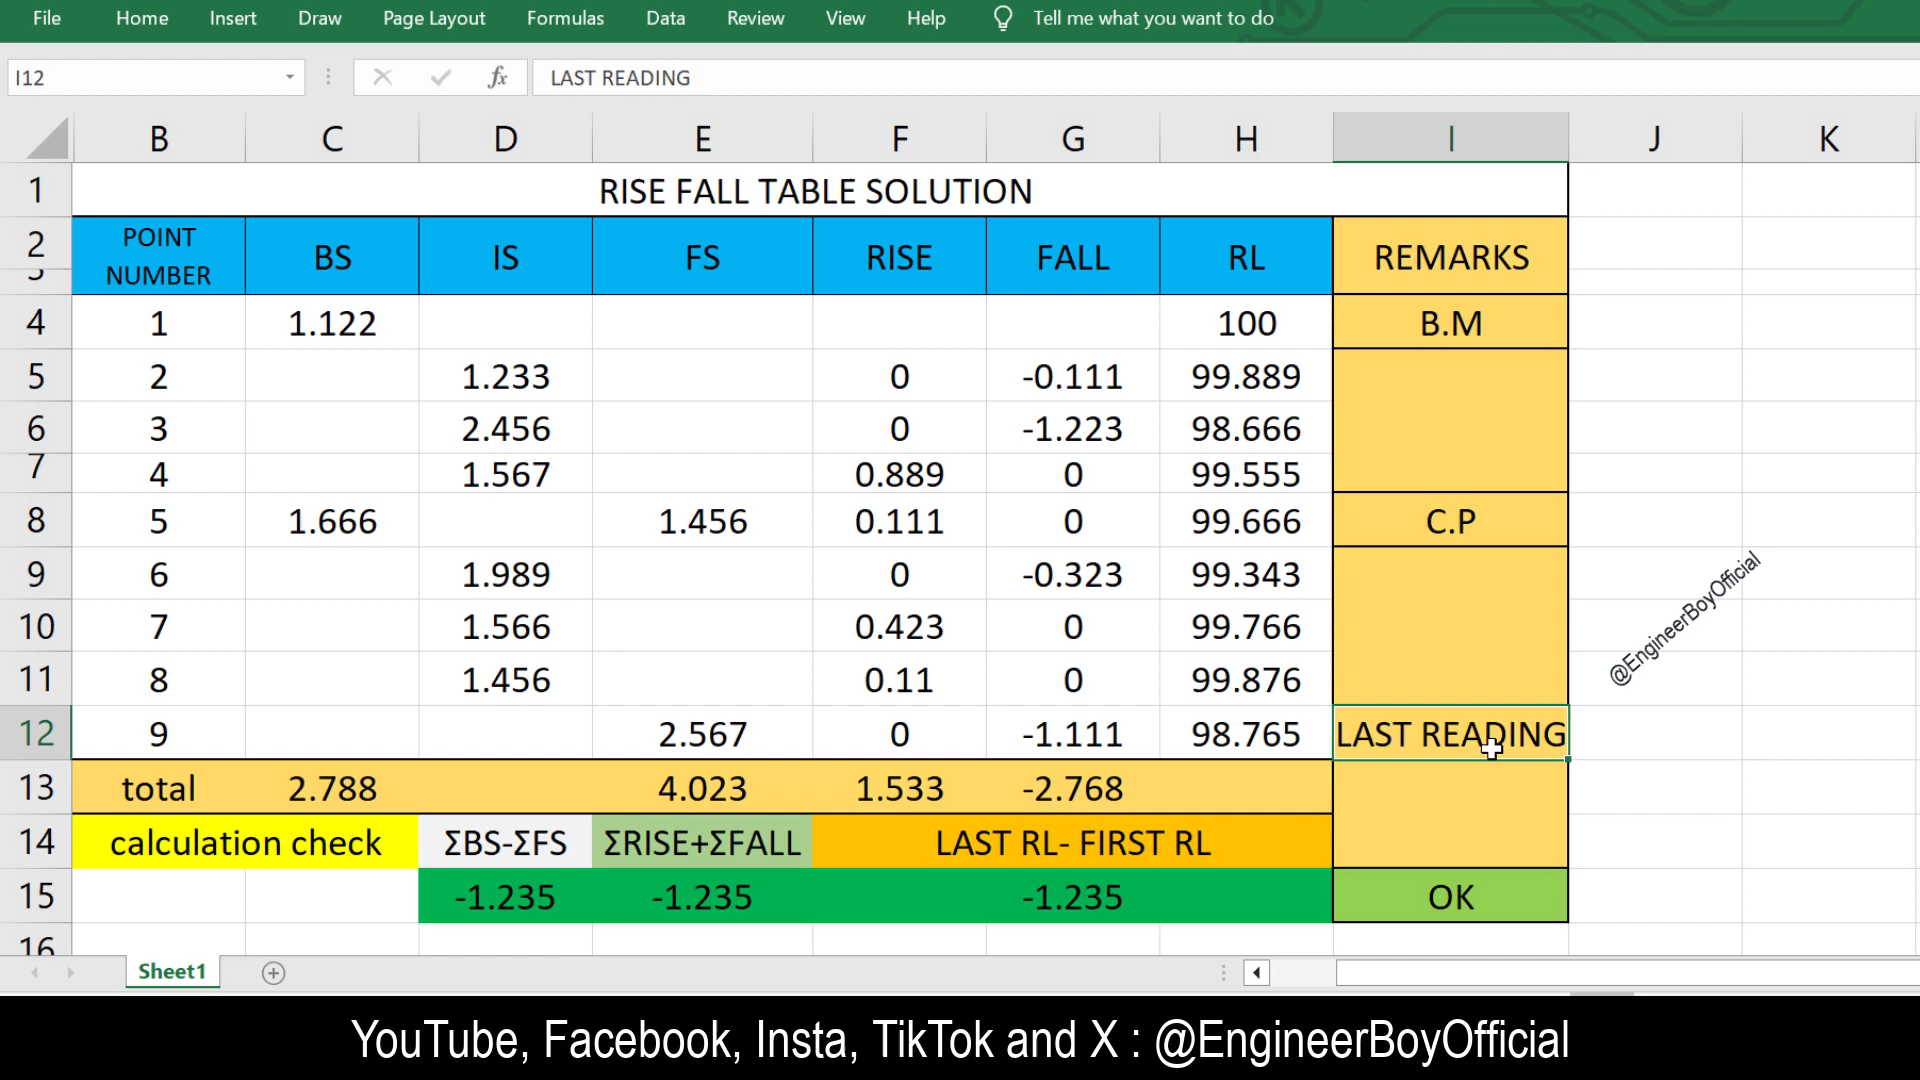 File Home Insert Draw Page Layout Formulas Data Review View Help Tell me what you want to do
I12 fx LAST READING
B C D E F G H I J K
1 RISE FALL TABLE SOLUTION
2 POINT NUMBER BS IS FS RISE FALL RL REMARKS
3
4 1 1.122 100 B.M
5 2 1.233 0 -0.111 99.889
6 3 2.456 0 -1.223 98.666
7 4 1.567 0.889 0 99.555
8 5 1.666 1.456 0.111 0 99.666 C.P
9 6 1.989 0 -0.323 99.343
10 7 1.566 0.423 0 99.766
11 8 1.456 0.11 0 99.876
12 9 2.567 0 -1.111 98.765 LAST READING
13 total 2.788 4.023 1.533 -2.768
14 calculation check ΣBS-ΣFS ΣRISE+ΣFALL LAST RL- FIRST RL
15 -1.235 -1.235 -1.235 OK
16
@EngineerBoyOfficial
Sheet1
YouTube, Facebook, Insta, TikTok and X : @EngineerBoyOfficial